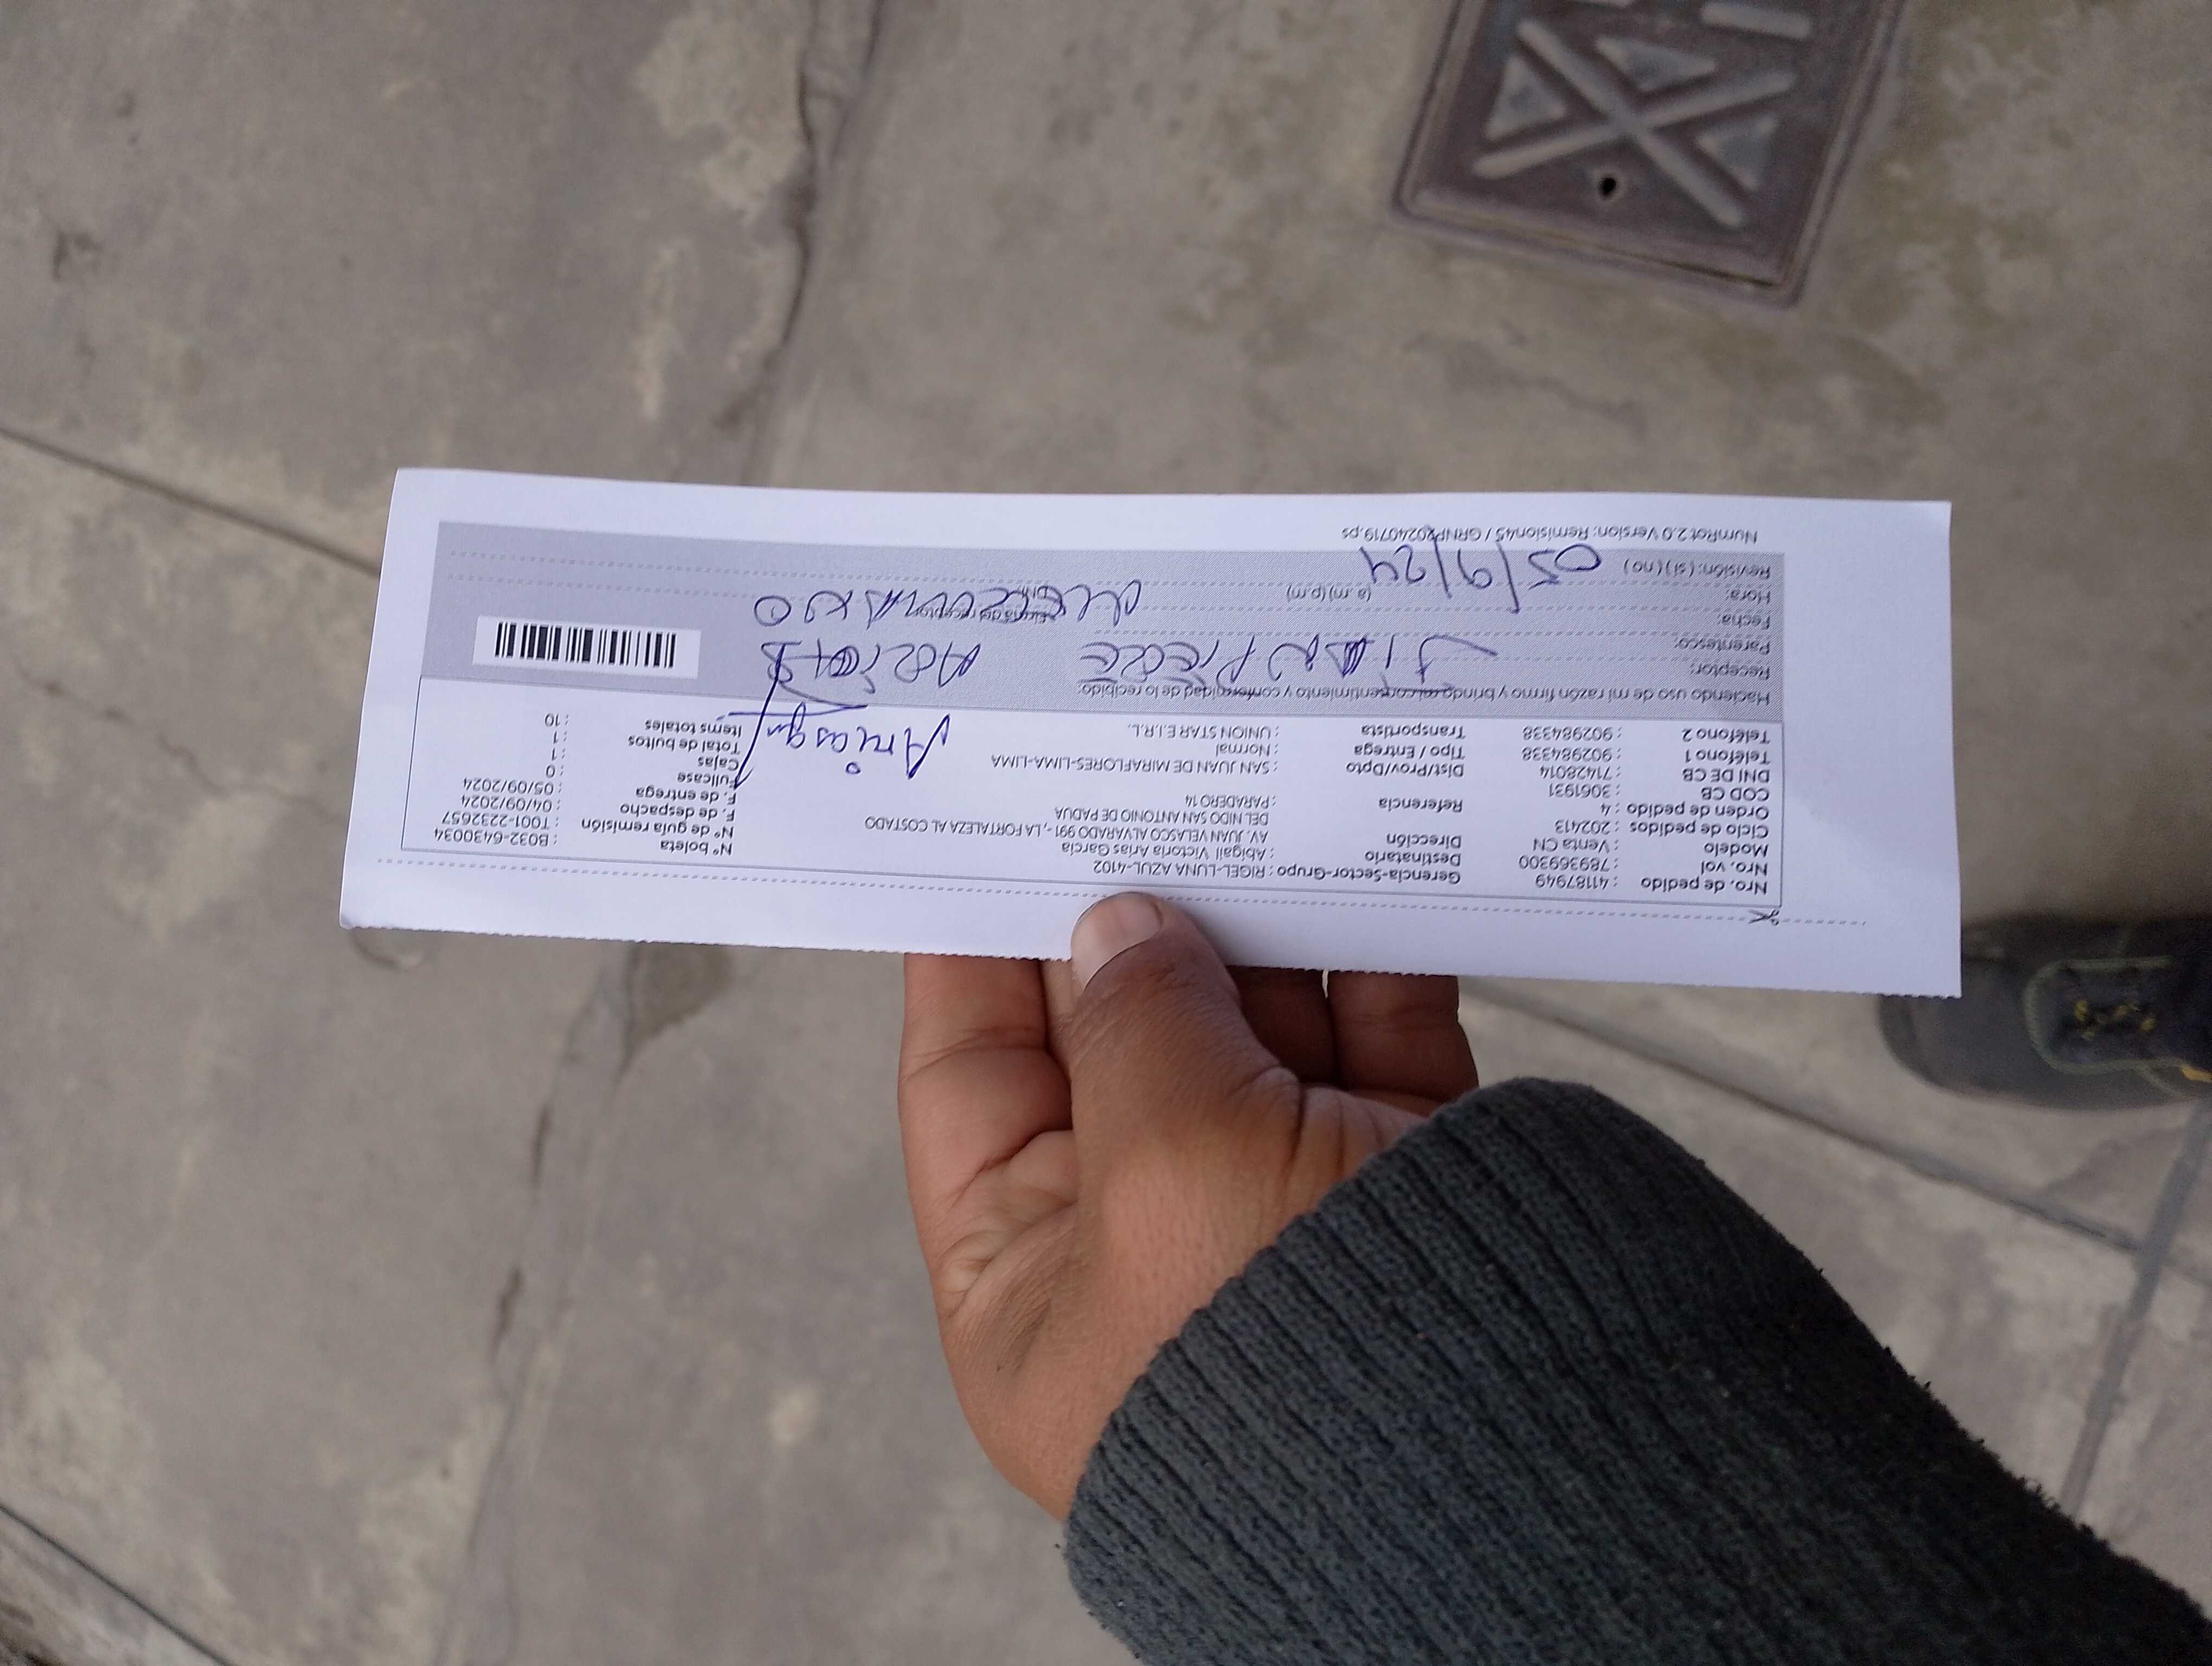 Nro. de pedido : 41187949 Gerencia-Sector-Grupo : RIGEL-LUNA AZUL-4102 Nº boleta : B032-6430034
Nro. vol : 789369300 Destinatario : Abigail Victoria Arias Garcia Nº de guía remisión : T001-2232657
Modelo : Venta CN Dirección : AV. JUAN VELASCO ALVARADO 991 -, LA FORTALEZA AL COSTADO F. de despacho : 04/09/2024
Ciclo de pedidos : 202413 DEL NIDO SAN ANTONIO DE PADUA F. de entrega : 05/09/2024
Orden de pedido : 4 Referencia : PARADERO 14 Fullcase : 0
COD CB : 3061931 Cajas : 1
DNI DE CB : 71428014 Dist/Prov/Dpto : SAN JUAN DE MIRAFLORES-LIMA-LIMA Total de bultos : 1
Teléfono 1 : 902984338 Tipo / Entrega : Normal Items totales : 10
Teléfono 2 : 902984338 Transportista : UNION STAR E.I.R.L.
Haciendo uso de mi razón firmo y brindo mi consentimiento y conformidad de lo recibido:
Receptor: PIERRE
Parentesco:
Fecha: Firma del receptor
Hora: (a.m) (p.m) DNI
Revisión: ( si ) ( no ) 05/9/24
NumRot 2.0 Version: Remision45 / GRNP20240719.ps